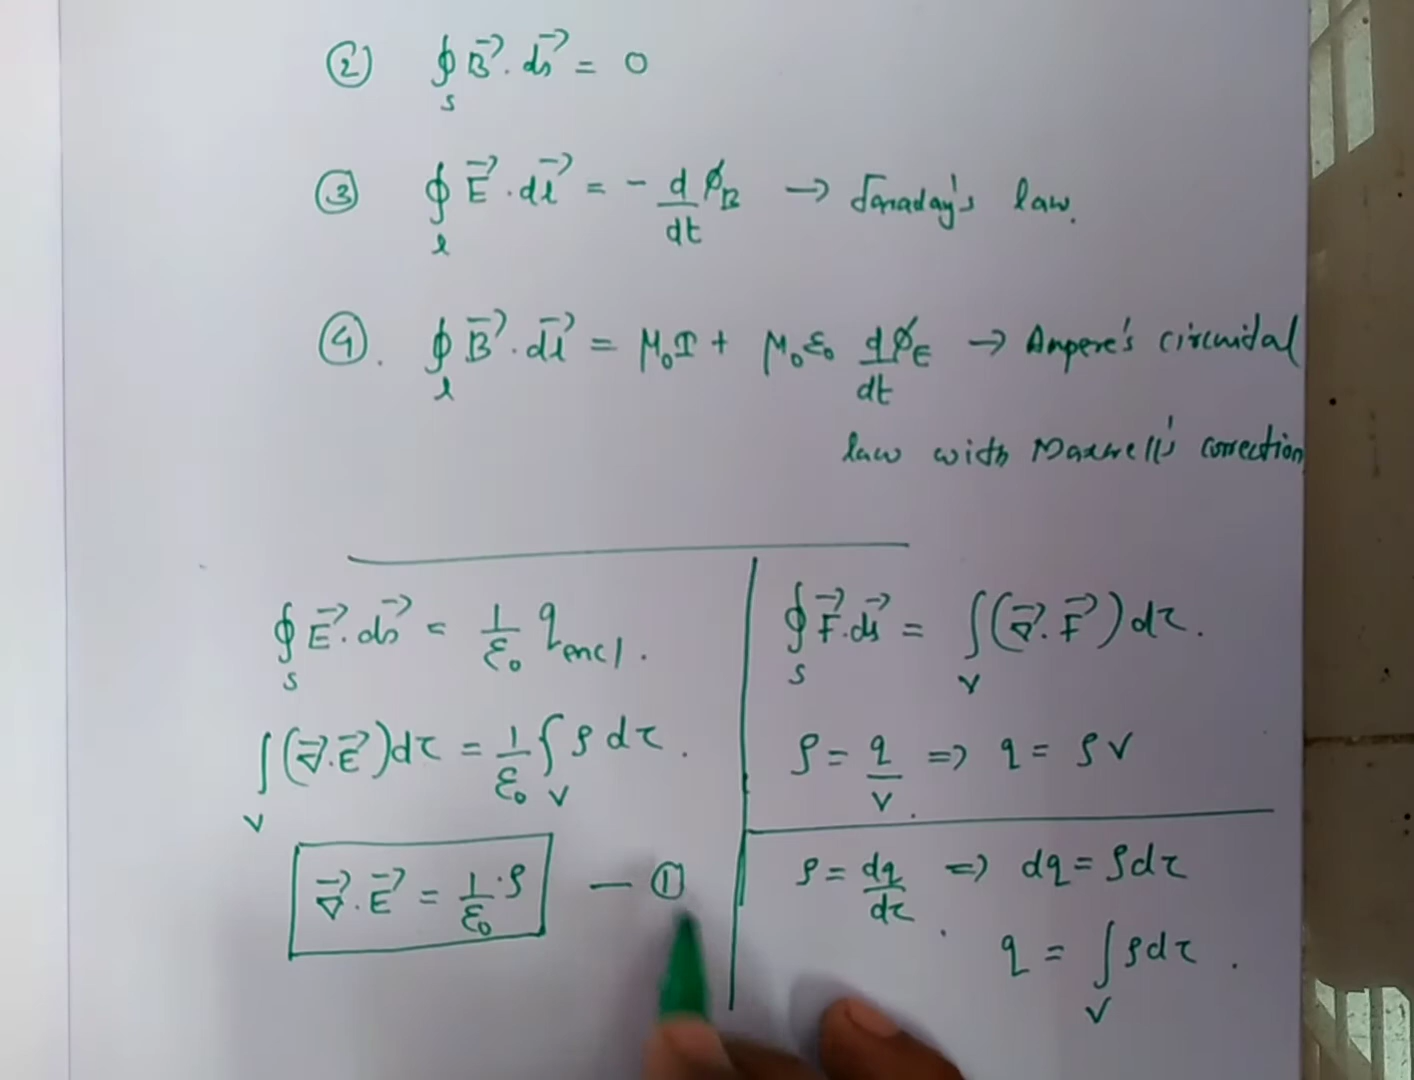 ② ∮_S B⃗ . ds⃗ = 0
③ ∮_l E⃗ . dl⃗ = - d/dt ϕ_B → Faraday's law.
④. ∮_l B⃗ . dl⃗ = μ₀I + μ₀ε₀ dϕ_E/dt → Ampere's circuital
law with Maxwell's correction
∮_S E⃗ . ds⃗ = 1/ε₀ q_encl.
∫_V (∇⃗ . E⃗) dτ = 1/ε₀ ∫_V ρ dτ.
∇⃗ . E⃗ = 1/ε₀ . ρ — ①
∮_S F⃗ . ds⃗ = ∫_V (∇⃗ . F⃗) dτ.
ρ = q/V. ⇒ q = ρV
ρ = dq/dτ. ⇒ dq = ρdτ
q = ∫_V ρdτ.